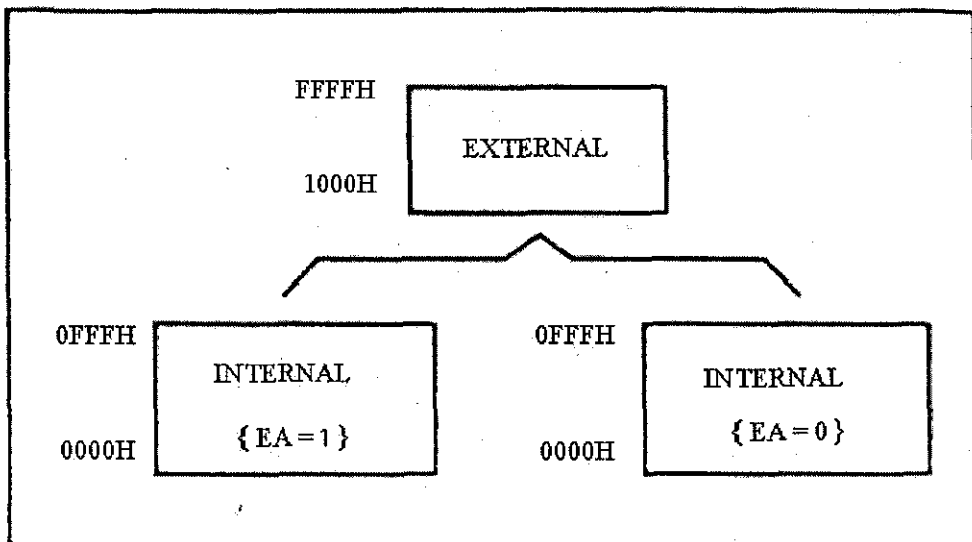 FFFFH
EXTERNAL
1000H
0FFFH
INTERNAL
{ EA = 1 }
0000H
0FFFH
INTERNAL
{ EA = 0 }
0000H